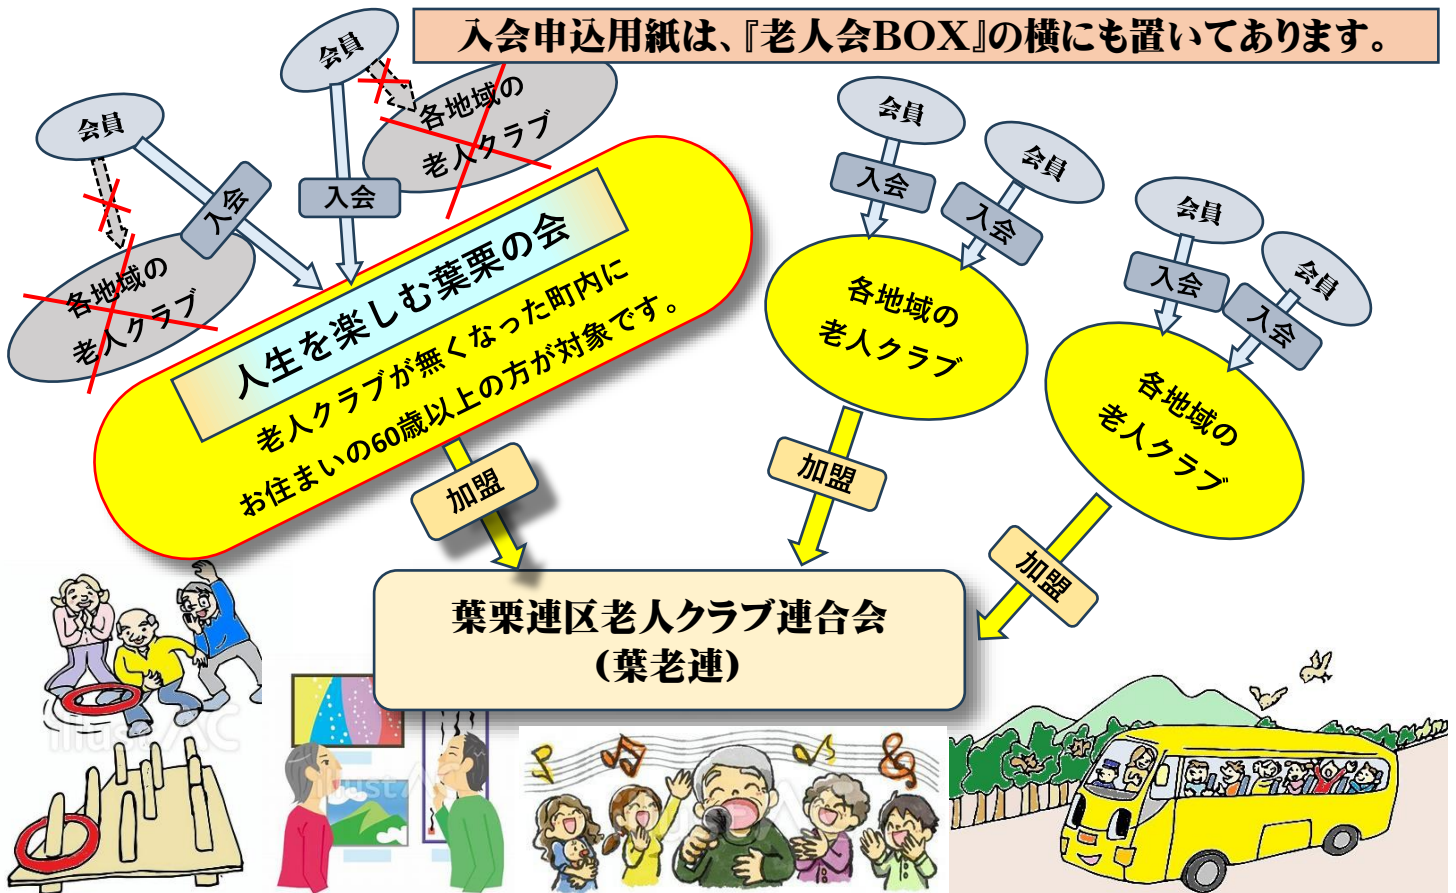 入会申込用紙は、『老人会BOX』の横にも置いてあります。
会員
会員
各地域の
老人クラブ
入会
入会
各地域の
老人クラブ
人生を楽しむ葉栗の会
老人クラブが無くなった町内に
お住まいの60歳以上の方が対象です。
会員
会員
入会
入会
各地域の
老人クラブ
会員
会員
入会
入会
各地域の
老人クラブ
加盟
加盟
加盟
葉栗連区老人クラブ連合会
(葉老連)
illust AC
illust AC